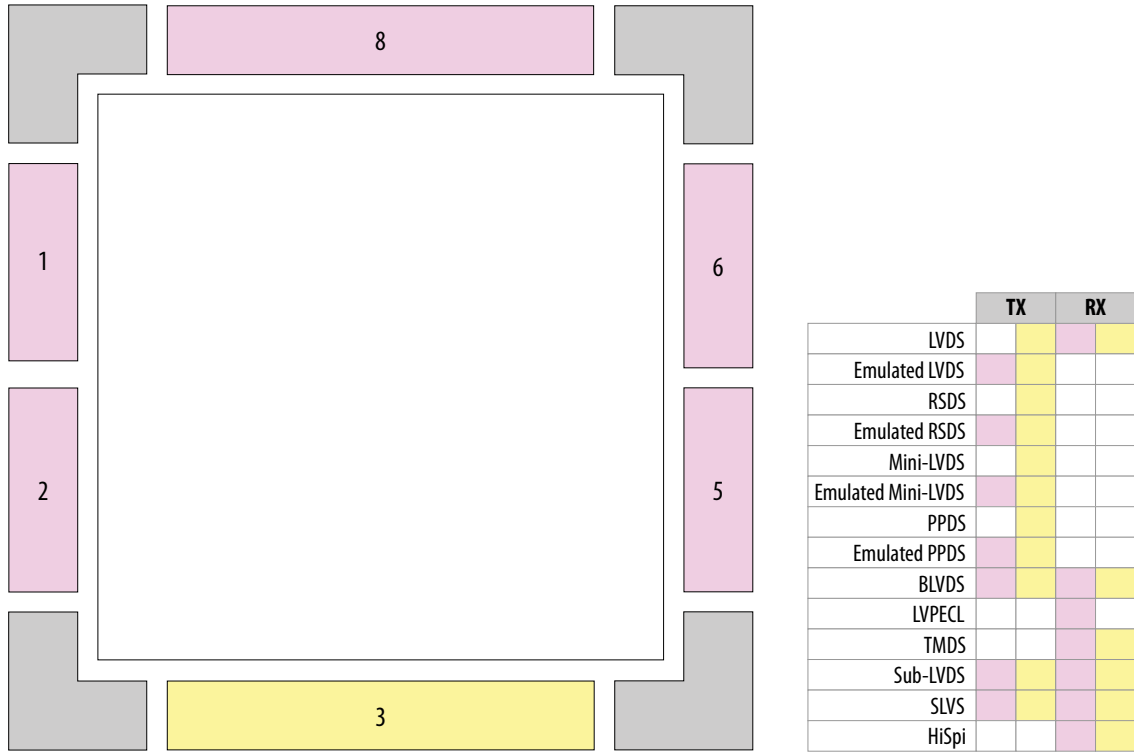 8
1
6
2
5
3
TX RX
LVDS
Emulated LVDS
RSDS
Emulated RSDS
Mini-LVDS
Emulated Mini-LVDS
PPDS
Emulated PPDS
BLVDS
LVPECL
TMDS
Sub-LVDS
SLVS
HiSpi